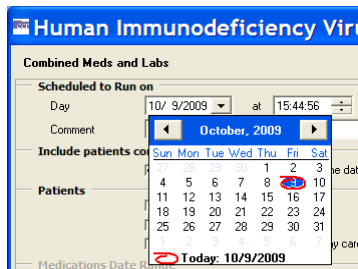 Human Immunodeficiency Viru
Combined Meds and Labs
Scheduled to Run on
Day 10/ 9/2009 at 15:44:56
Comment
October, 2009
Sun Mon Tue Wed Thu Fri Sat
27 28 29 30 1 2 3
4 5 6 7 8 9 10
11 12 13 14 15 16 17
18 19 20 21 22 23 24
25 26 27 28 29 30 31
1 2 3 4 5 6 7
Today: 10/9/2009
Include patients co
Patients
Medications Date Range